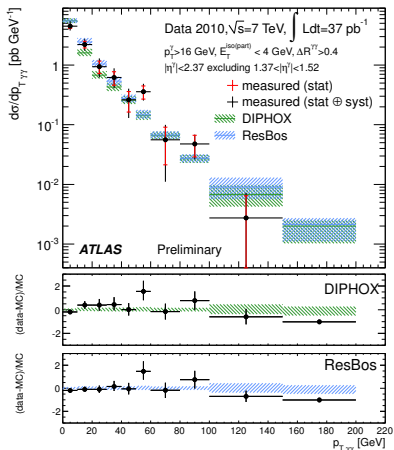 Data 2010, √s=7 TeV, ∫ Ldt=37 pb⁻¹
p_T^γ>16 GeV, E_T^iso(part) < 4 GeV, ΔR^γγ>0.4
|η^γ|<2.37 excluding 1.37<|η^γ|<1.52
measured (stat)
measured (stat ⊕ syst)
DIPHOX
ResBos
dσ/dp_T γγ [pb GeV⁻¹]
10
1
10⁻¹
10⁻²
10⁻³
ATLAS Preliminary
(data-MC)/MC
2
0
-2
DIPHOX
(data-MC)/MC
2
0
-2
ResBos
0 20 40 60 80 100 120 140 160 180 200 220
p_T γγ [GeV]